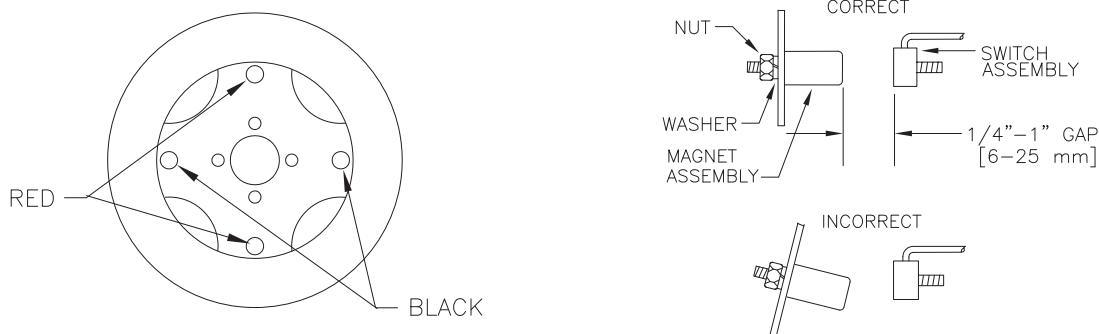 RED
BLACK
CORRECT
NUT
SWITCH
ASSEMBLY
WASHER
MAGNET
ASSEMBLY
1/4"-1" GAP
[6-25 mm]
INCORRECT